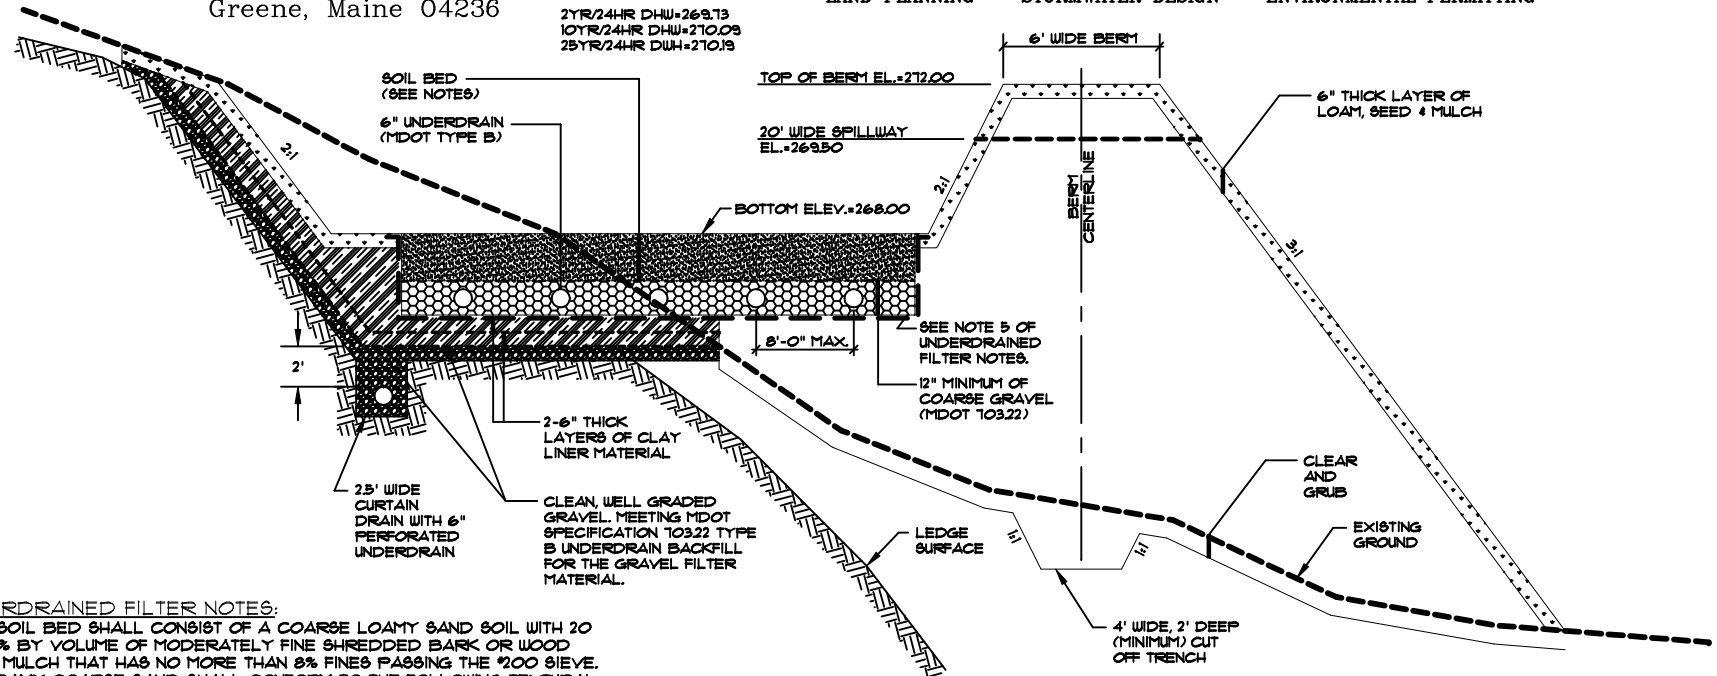 Greene, Maine 04236
2YR/24HR DHW=269.73
10YR/24HR DHW=270.09
25YR/24HR DWH=270.19
LAND PLANNING STORMWATER DESIGN ENVIRONMENTAL PERMITTING
6' WIDE BERM
SOIL BED
(SEE NOTES)
TOP OF BERM EL.=272.00
6" THICK LAYER OF
LOAM, SEED & MULCH
6" UNDERDRAIN
(MDOT TYPE B)
20' WIDE SPILLWAY
EL.=269.50
2:1
2:1
BERM
CENTERLINE
BOTTOM ELEV.=268.00
3:1
SEE NOTE 5 OF
UNDERDRAINED
FILTER NOTES.
8'-0" MAX.
2'
12" MINIMUM OF
COARSE GRAVEL
(MDOT 703.22)
2-6" THICK
LAYERS OF CLAY
LINER MATERIAL
CLEAR
AND
GRUB
2.5' WIDE
CURTAIN
DRAIN WITH 6"
PERFORATED
UNDERDRAIN
CLEAN, WELL GRADED
GRAVEL. MEETING MDOT
SPECIFICATION 703.22 TYPE
B UNDERDRAIN BACKFILL
FOR THE GRAVEL FILTER
MATERIAL.
LEDGE
SURFACE
1:1
1:1
EXISTING
GROUND
4' WIDE, 2' DEEP
(MINIMUM) CUT
OFF TRENCH
RDRAINED FILTER NOTES:
SOIL BED SHALL CONSIST OF A COARSE LOAMY SAND SOIL WITH 20
% BY VOLUME OF MODERATELY FINE SHREDDED BARK OR WOOD
MULCH THAT HAS NO MORE THAN 8% FINES PASSING THE #200 SIEVE.